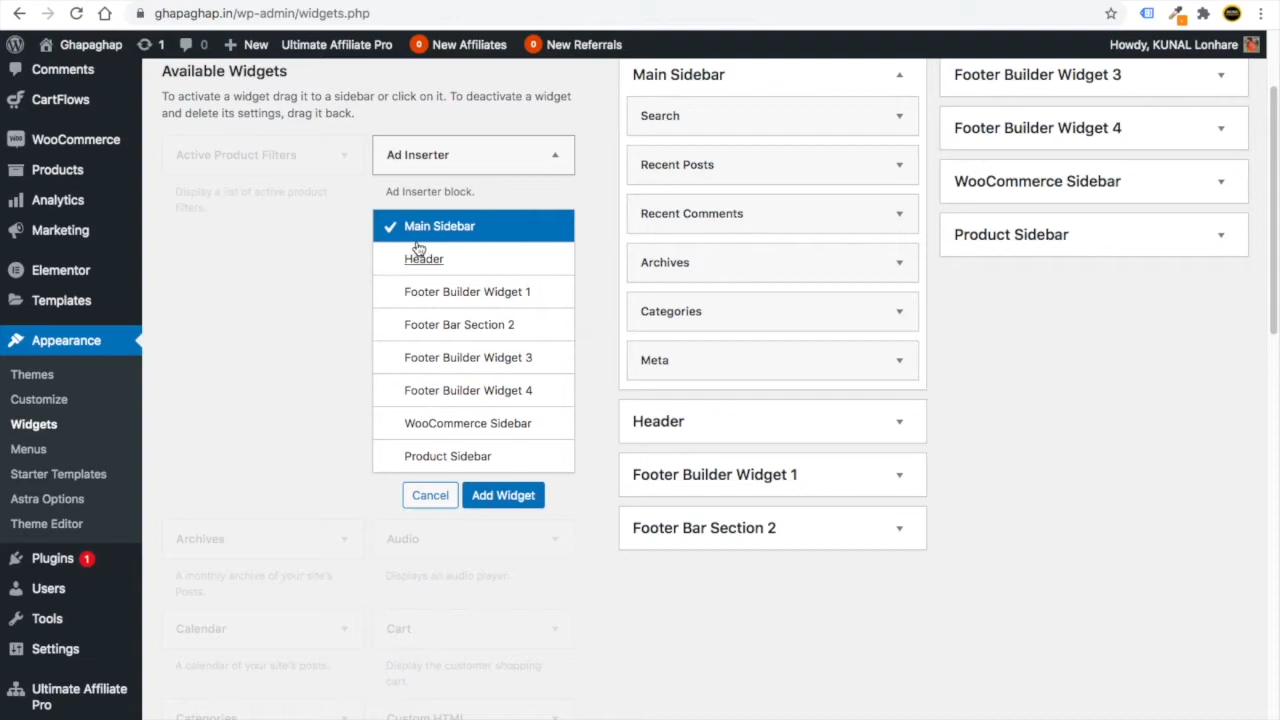 ghapaghap.in/wp-admin/widgets.php
Ghapaghap 1 0 New Ultimate Affiliate Pro 0 New Affiliates 0 New Referrals Howdy, KUNAL Lonhare
Comments
CartFlows
WooCommerce
Products
Analytics
Marketing
Elementor
Templates
Appearance
Themes
Customize
Widgets
Menus
Starter Templates
Astra Options
Theme Editor
Plugins 1
Users
Tools
Settings
Ultimate Affiliate
Pro
Available Widgets
To activate a widget drag it to a sidebar or click on it. To deactivate a widget
and delete its settings, drag it back.
Active Product Filters
Display a list of active product
filters.
Ad Inserter
Ad Inserter block.
Main Sidebar
Header
Footer Builder Widget 1
Footer Bar Section 2
Footer Builder Widget 3
Footer Builder Widget 4
WooCommerce Sidebar
Product Sidebar
Cancel Add Widget
Archives
A monthly archive of your site's
Posts.
Audio
Displays an audio player.
Calendar
A calendar of your site's posts.
Cart
Display the customer shopping
cart.
Categories
Custom HTML
Main Sidebar
Search
Recent Posts
Recent Comments
Archives
Categories
Meta
Header
Footer Builder Widget 1
Footer Bar Section 2
Footer Builder Widget 3
Footer Builder Widget 4
WooCommerce Sidebar
Product Sidebar